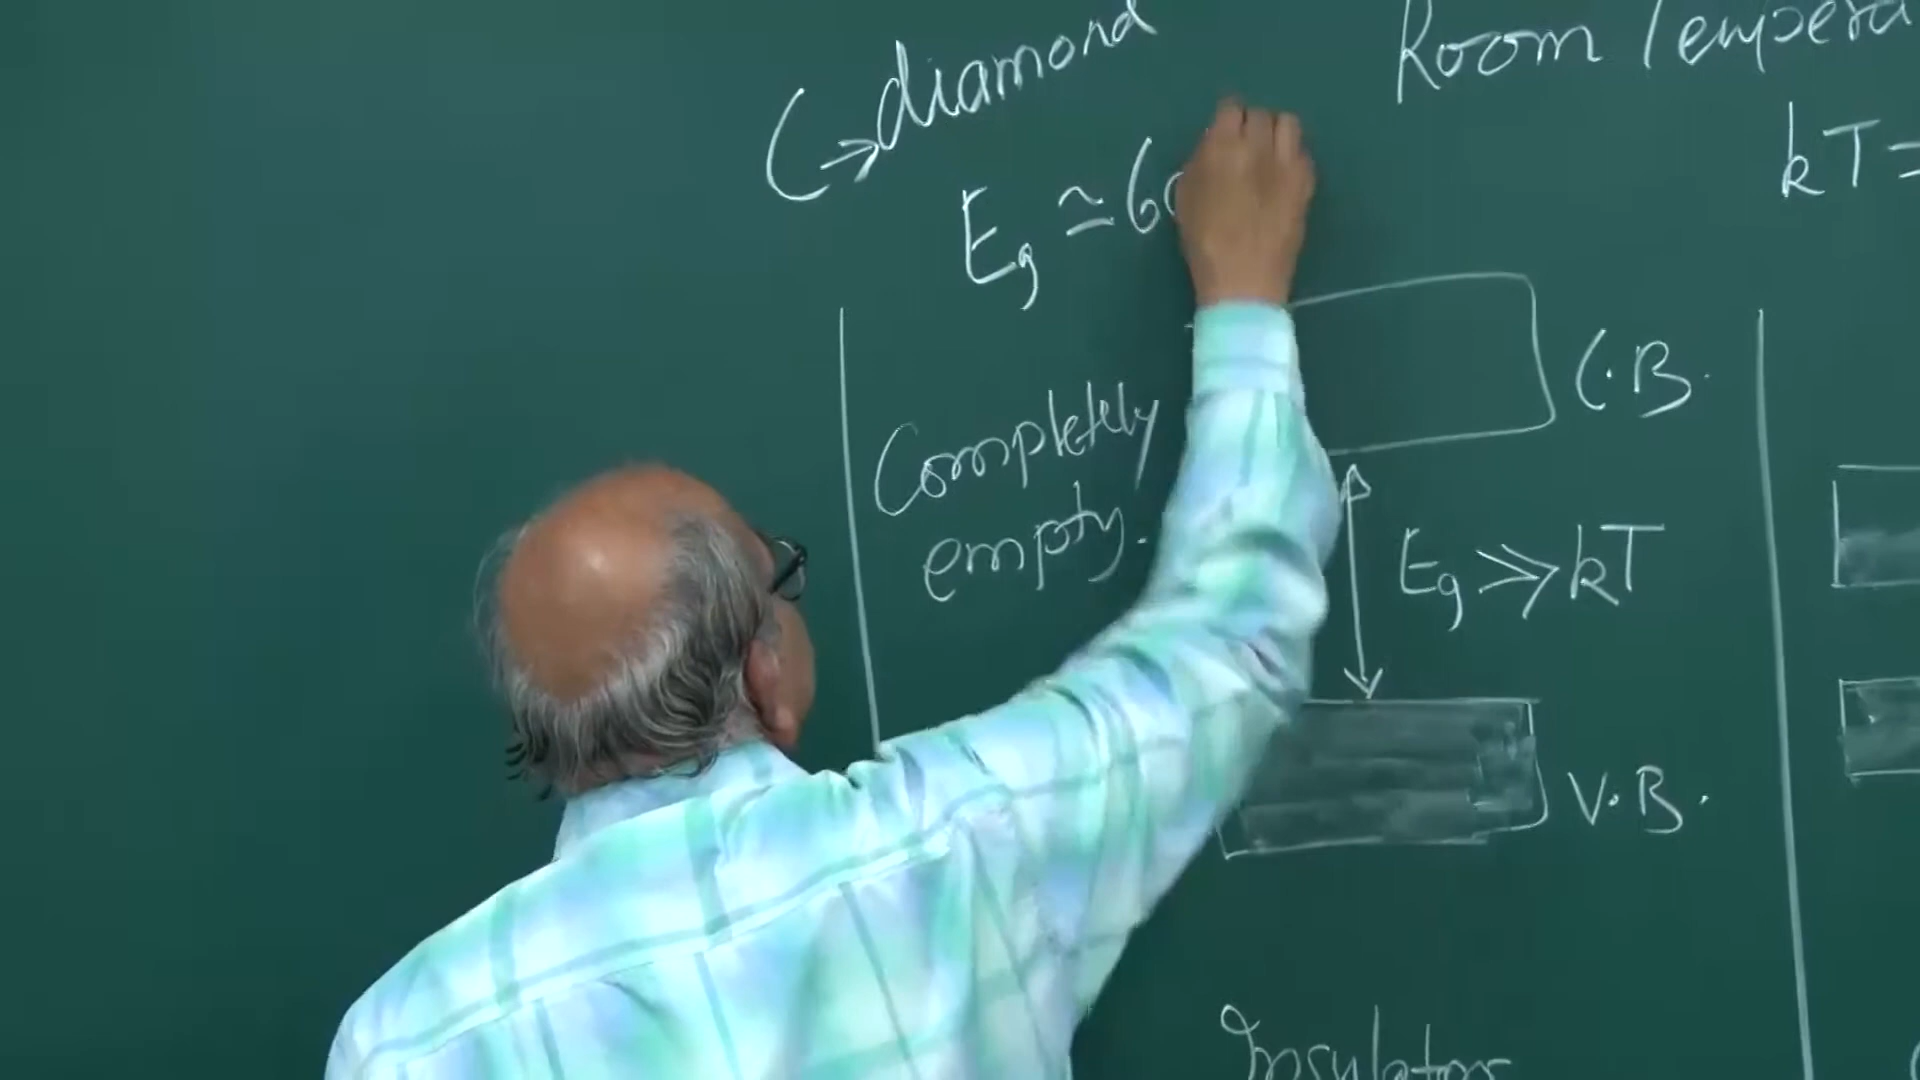 C → diamond
Room Tempera
Eg ≃ 6
kT =
C.B.
Completely
empty.
Eg >> kT
V.B.
Insulator